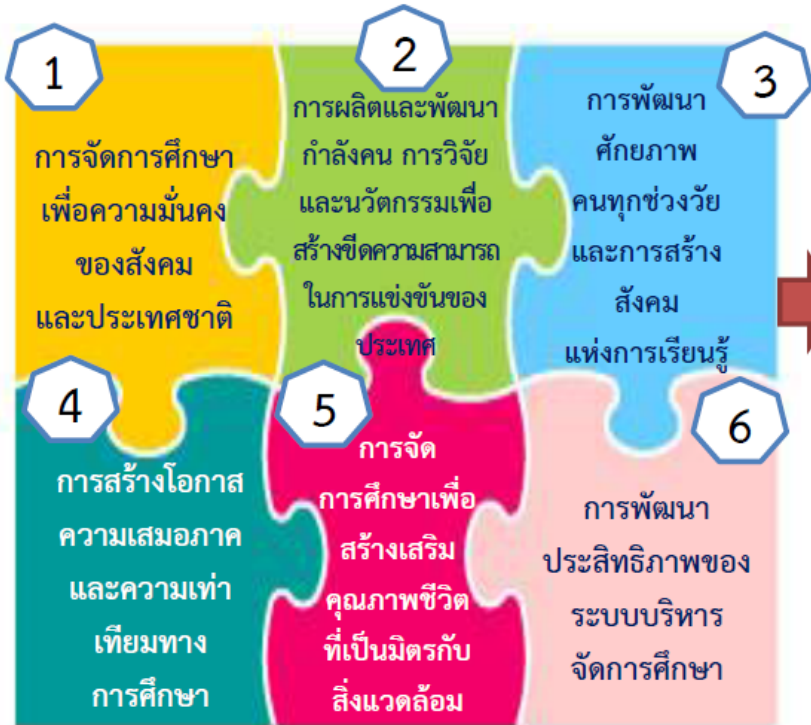 1
การจัดการศึกษา
เพื่อความมั่นคง
ของสังคม
และประเทศชาติ
2
การผลิตและพัฒนา
กำลังคน การวิจัย
และนวัตกรรมเพื่อ
สร้างขีดความสามารถ
ในการแข่งขันของ
ประเทศ
3
การพัฒนา
ศักยภาพ
คนทุกช่วงวัย
และการสร้าง
สังคม
แห่งการเรียนรู้
4
การสร้างโอกาส
ความเสมอภาค
และความเท่า
เทียมทาง
การศึกษา
5
การจัด
การศึกษาเพื่อ
สร้างเสริม
คุณภาพชีวิต
ที่เป็นมิตรกับ
สิ่งแวดล้อม
6
การพัฒนา
ประสิทธิภาพของ
ระบบบริหาร
จัดการศึกษา